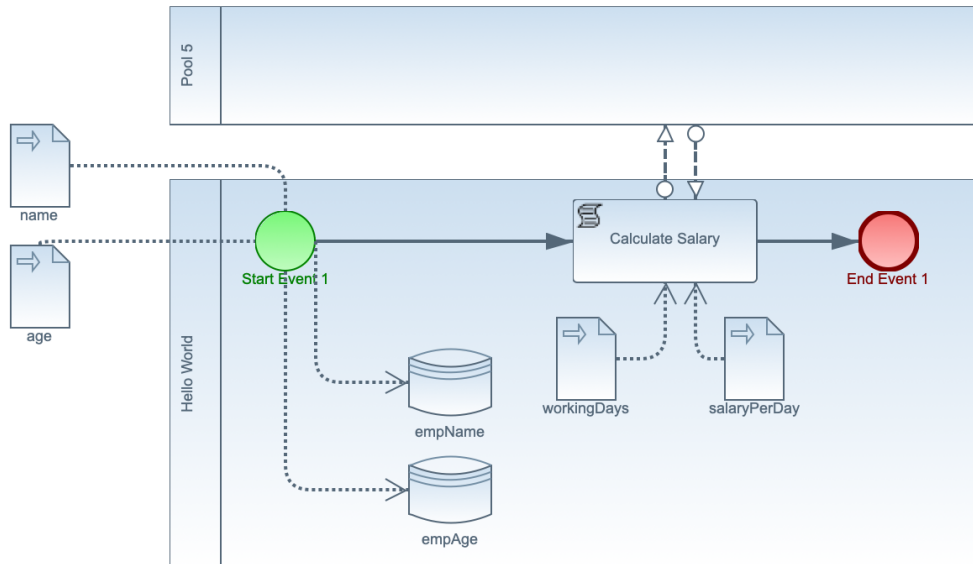 Pool 5
name
age
Hello World
Start Event 1
Calculate Salary
End Event 1
workingDays
salaryPerDay
empName
empAge